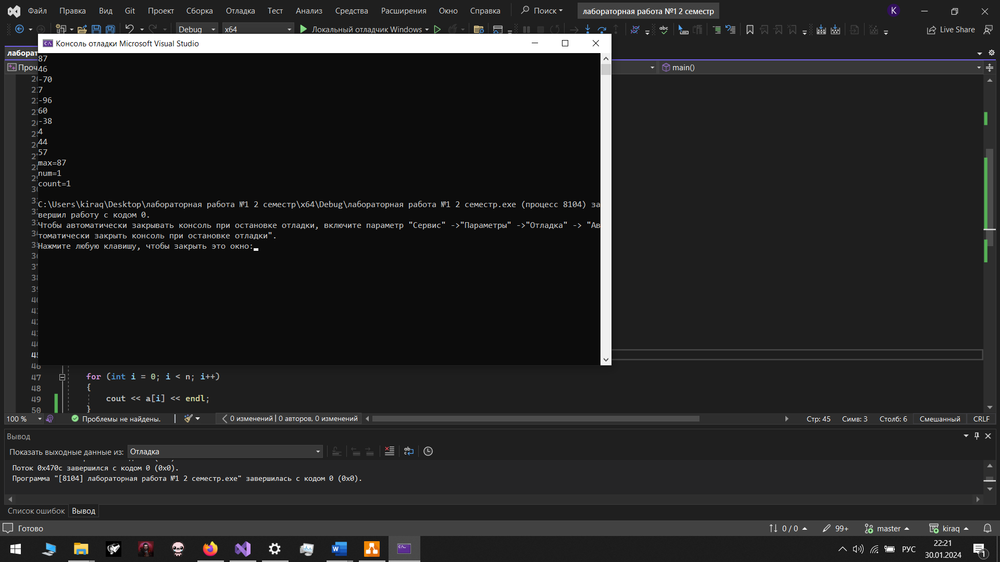 Файл Правка Вид Git Проект Сборка Отладка Тест Анализ Средства Расширения Окно Справка Поиск лабораторная работа №1 2 семестр K
Debug x64 Локальный отладчик Windows Live Share
лаборат
Консоль отладки Microsoft Visual Studio
Проч main()
87
46
-70
7
-96
60
-38
4
44
57
max=87
num=1
count=1
C:\Users\kiraq\Desktop\лабораторная работа №1 2 семестр\x64\Debug\лабораторная работа №1 2 семестр.exe (процесс 8104) за
вершил работу с кодом 0.
Чтобы автоматически закрывать консоль при остановке отладки, включите параметр "Сервис" ->"Параметры" ->"Отладка" -> "Ав
томатически закрыть консоль при остановке отладки".
Нажмите любую клавишу, чтобы закрыть это окно:
45
46
47 for (int i = 0; i < n; i++)
48 {
49 cout << a[i] << endl;
50 }
100 % Проблемы не найдены. 0 изменений | 0 авторов, 0 изменений Стр: 45 Симв: 3 Столб: 6 Смешанный CRLF
Вывод
Показать выходные данные из: Отладка
Поток 0x470c завершился с кодом 0 (0x0).
Программа "[8104] лабораторная работа №1 2 семестр.exe" завершилась с кодом 0 (0x0).
Список ошибок Вывод
Готово 0 / 0 99+ master kiraq
РУС 22:21
30.01.2024 1